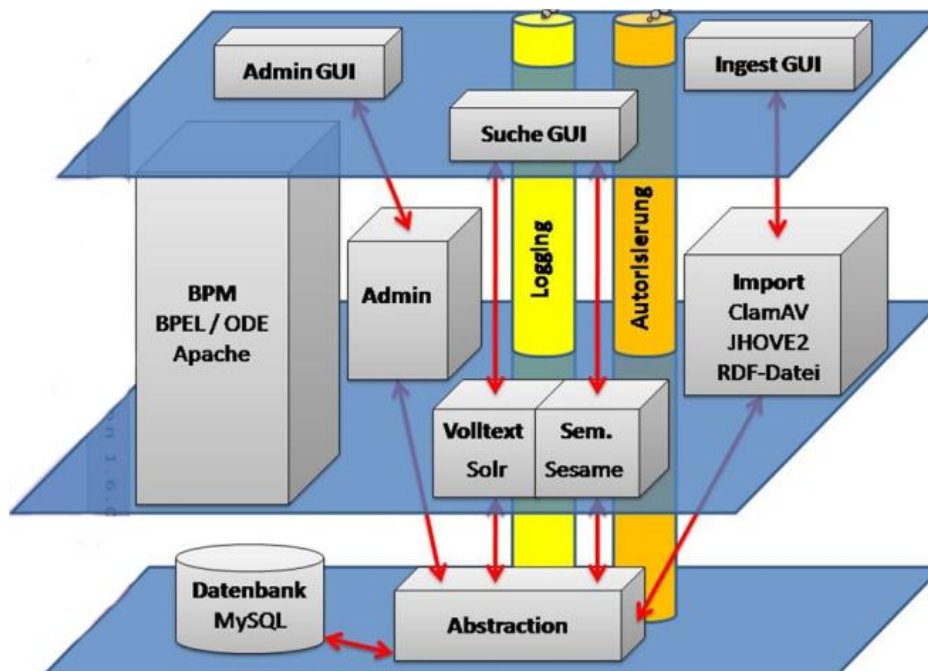 Admin GUI
Ingest GUI
Suche GUI
Logging
Autorisierung
BPM
BPEL / ODE
Apache
Admin
Import
ClamAV
JHOVE2
RDF-Datei
Volltext
Solr
Sem.
Sesame
Datenbank
MySQL
Abstraction